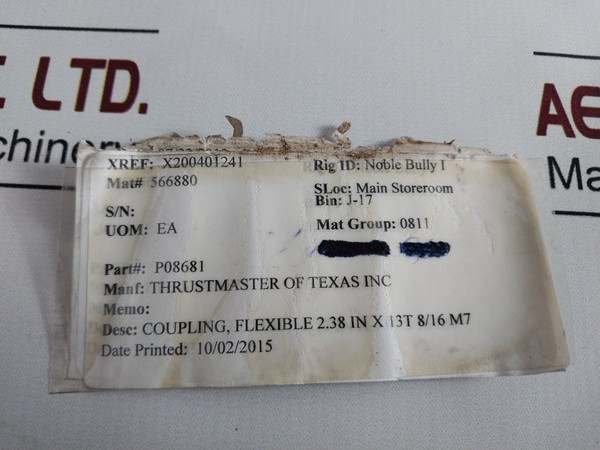 LTD.
AE
Ma
XREF: X200401241
Rig ID: Noble Bully I
Mat# 566880
SLoc: Main Storeroom
Bin: J-17
S/N:
UOM: EA
Mat Group: 0811
Part#: P08681
Manf: THRUSTMASTER OF TEXAS INC
Memo:
Desc: COUPLING, FLEXIBLE 2.38 IN X 13T 8/16 M7
Date Printed: 10/02/2015